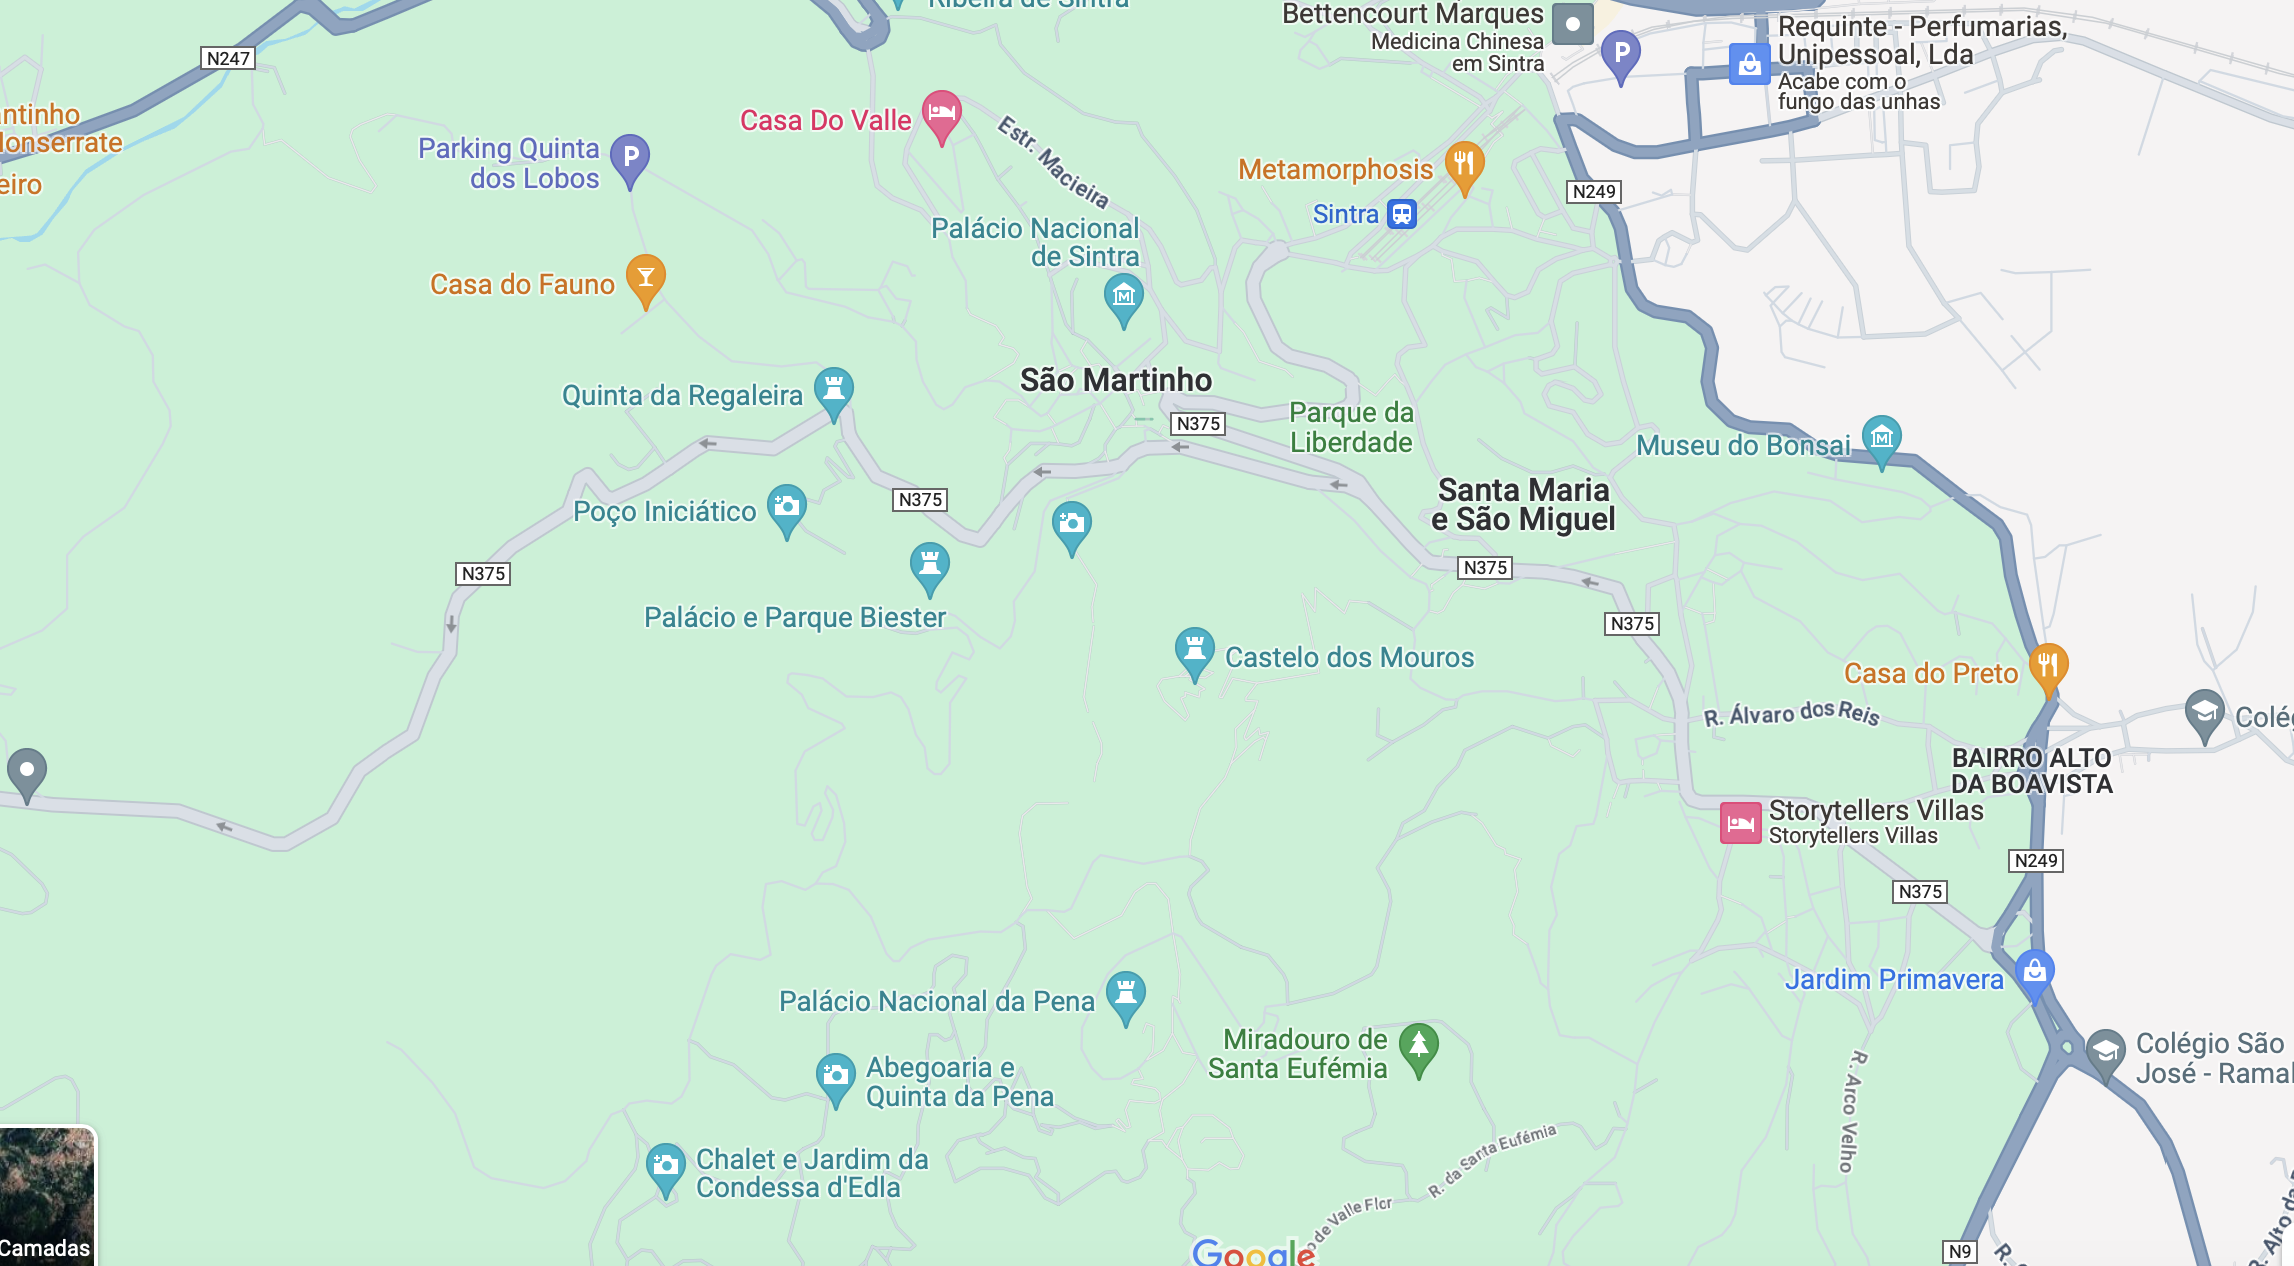 Ribeira de Sintra
Bettencourt Marques
Medicina Chinesa
em Sintra
P
Requinte - Perfumarias,
Unipessoal, Lda
Acabe com o
fungo das unhas
N247
Casa Do Valle
Estr. Macieira
Parking Quinta
dos Lobos
P
Metamorphosis
Sintra
N249
Palácio Nacional
de Sintra
M
Casa do Fauno
Quinta da Regaleira
São Martinho
N375
Parque da
Liberdade
Museu do Bonsai
M
Santa Maria
e São Miguel
N375
Poço Iniciático
N375
N375
N375
Palácio e Parque Biester
Castelo dos Mouros
Casa do Preto
R. Álvaro dos Reis
BAIRRO ALTO
DA BOAVISTA
Storytellers Villas
Storytellers Villas
N249
N375
Jardim Primavera
Palácio Nacional da Pena
Miradouro de
Santa Eufémia
Colégio São
José - Ramal
Abegoaria e
Quinta da Pena
R. Arco Velho
R. da Santa Eufémia
Chalet e Jardim da
Condessa d'Edla
de Valle Flor
Camadas
Google
N9